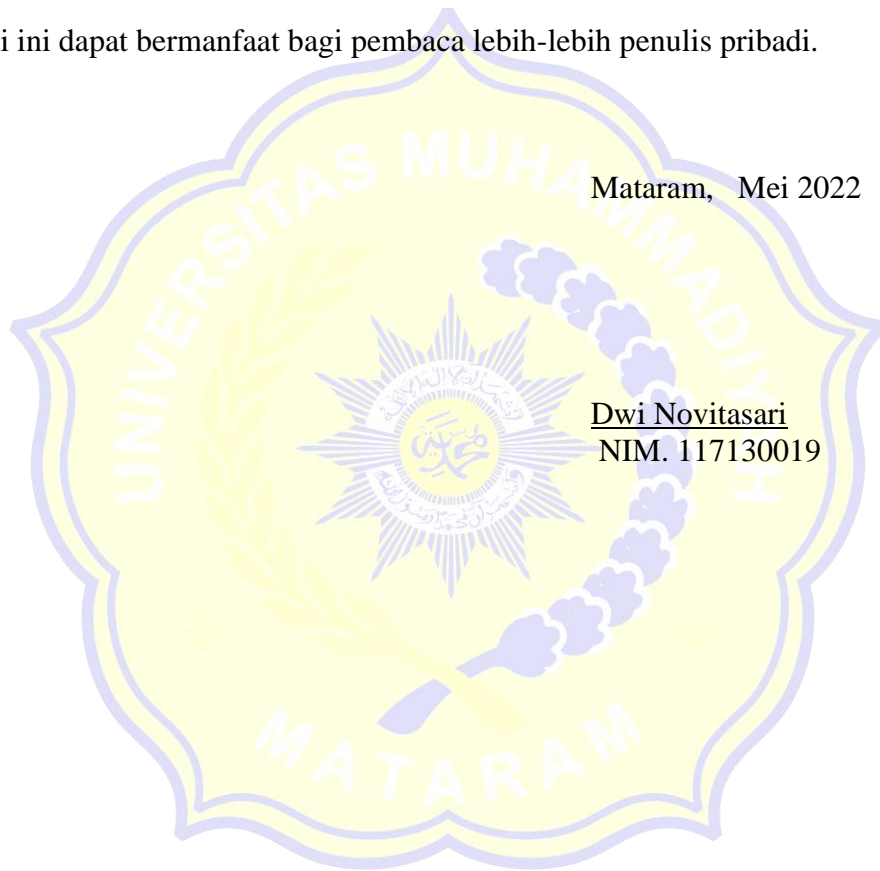 i ini dapat bermanfaat bagi pembaca lebih-lebih penulis pribadi.
UNIVERSITAS MUHAMMADIYAH
Mataram, Mei 2022
Dwi Novitasari
NIM. 117130019
MATARAM